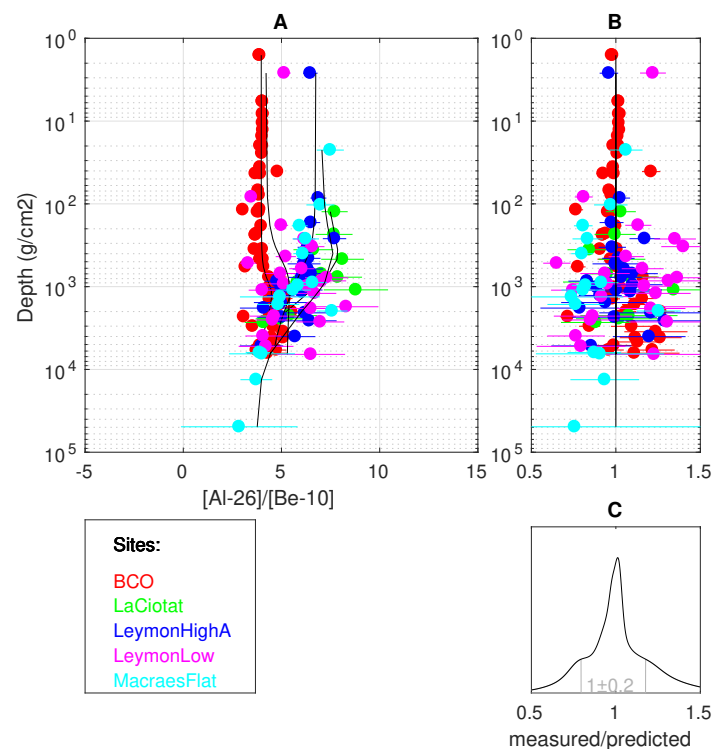 A
B
10^0
10^1
10^2
10^3
10^4
10^5
Depth (g/cm2)
-5
0
5
10
15
[Al-26]/[Be-10]
10^0
10^1
10^2
10^3
10^4
10^5
0.5
1
1.5
Sites:
BCO
LaCiotat
LeymonHighA
LeymonLow
MacraesFlat
C
1±0.2
0.5
1
1.5
measured/predicted